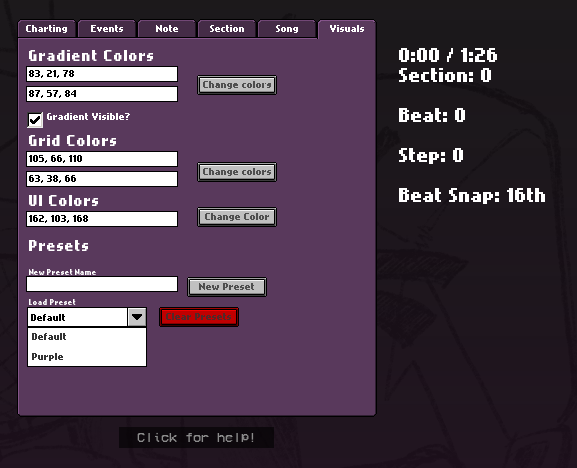 Charting Events Note Section Song Visuals
Gradient Colors
83, 21, 78
87, 57, 84
Change colors
Gradient Visible?
Grid Colors
105, 66, 110
63, 38, 66
Change colors
UI Colors
162, 103, 168
Change Color
Presets
New Preset Name
New Preset
Load Preset
Default
Default
Purple
Click for help!
0:00 / 1:26
Section: 0
Beat: 0
Step: 0
Beat Snap: 16th